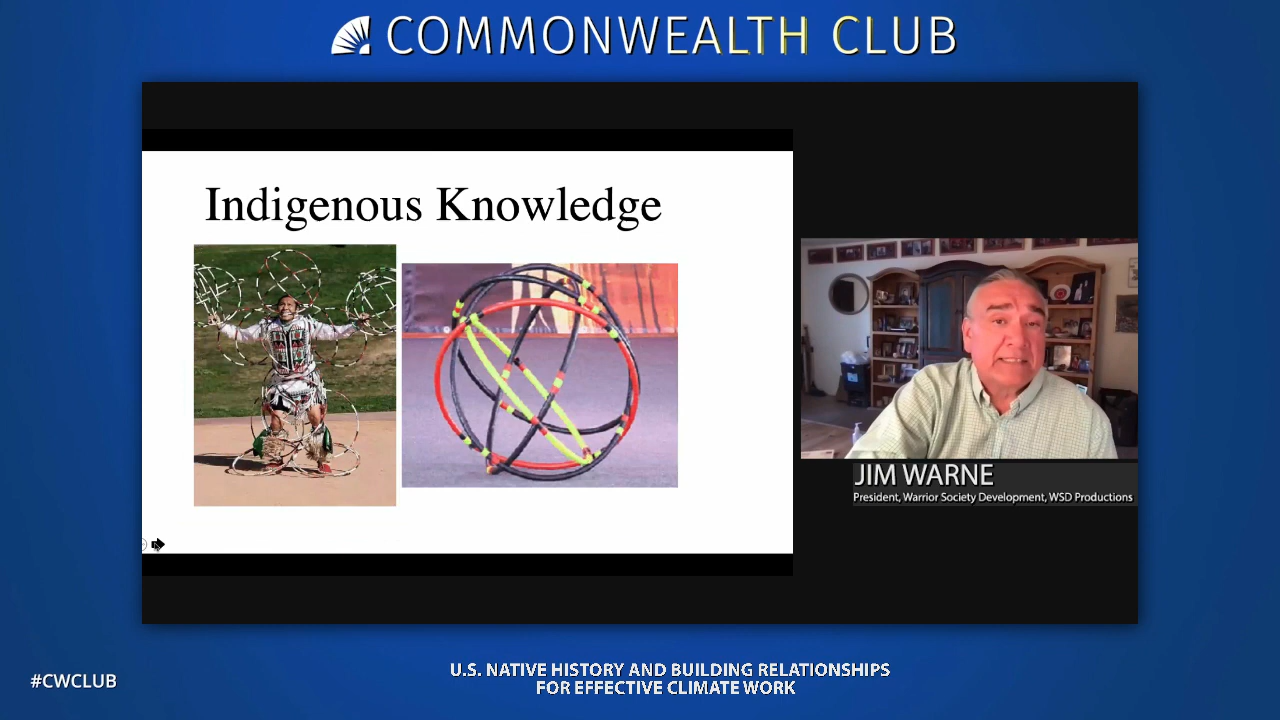 COMMONWEALTH CLUB
Indigenous Knowledge
JIM WARNE
President, Warrior Society Development, WSD Productions
#CWCLUB
U.S. NATIVE HISTORY AND BUILDING RELATIONSHIPS
FOR EFFECTIVE CLIMATE WORK